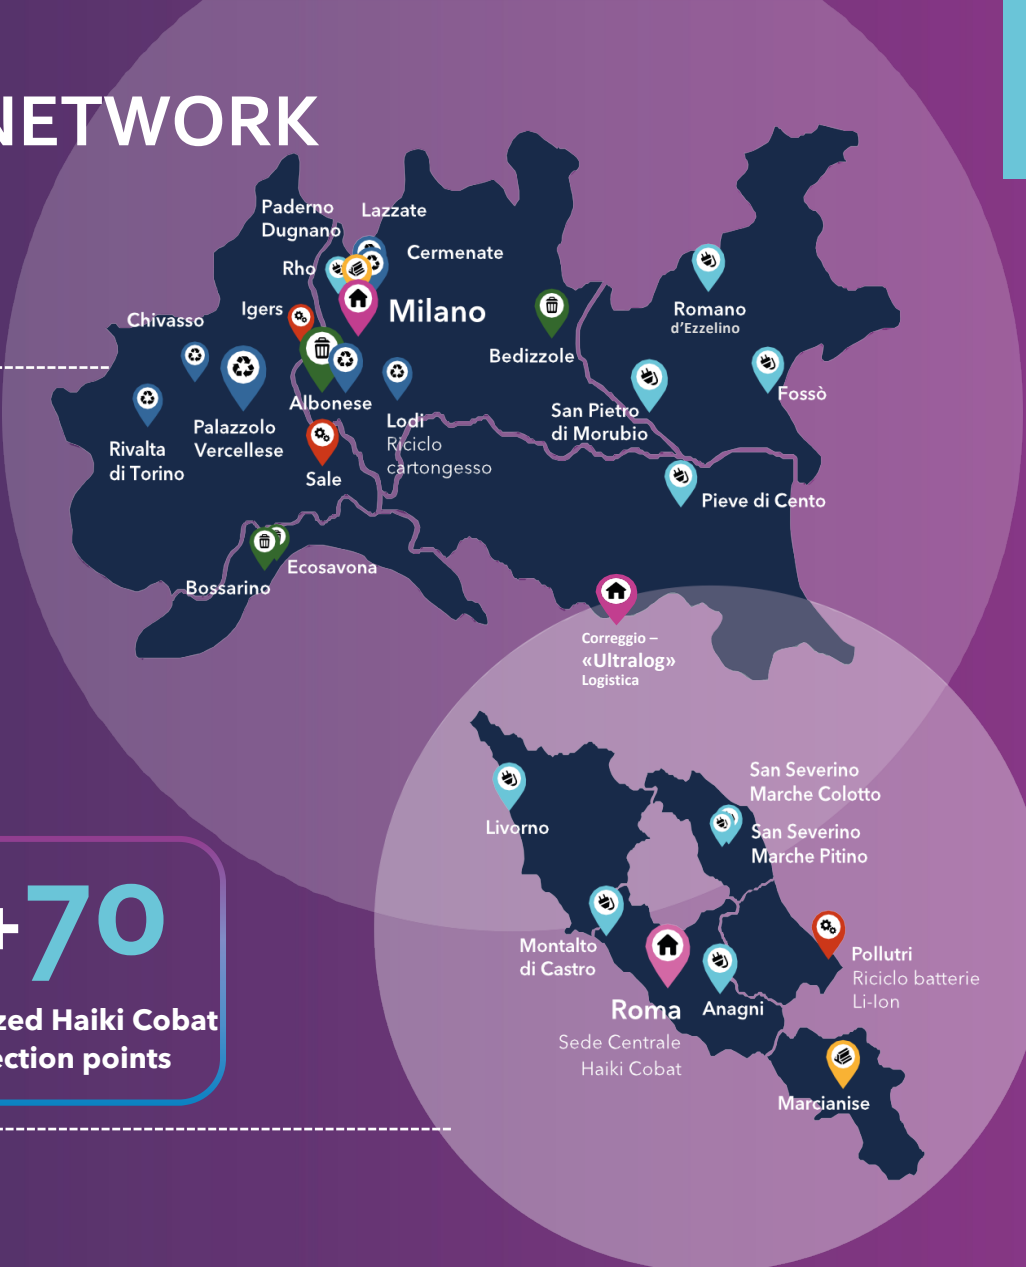 NETWORK
Paderno
Dugnano
Lazzate
Cermenate
Rho
Igers
Milano
Chivasso
Bedizzole
Romano
d'Ezzelino
Fossò
San Pietro
di Morubio
Albonese
Lodi
Riciclo
cartongesso
Palazzolo
Vercellese
Rivalta
di Torino
Sale
Pieve di Cento
Ecosavona
Bossarino
Correggio –
«Ultralog»
Logistica
San Severino
Marche Colotto
San Severino
Marche Pitino
Livorno
+70
Haiki Cobat
points
Montalto
di Castro
Roma
Sede Centrale
Haiki Cobat
Anagni
Pollutri
Riciclo batterie
Li-Ion
Marcianise